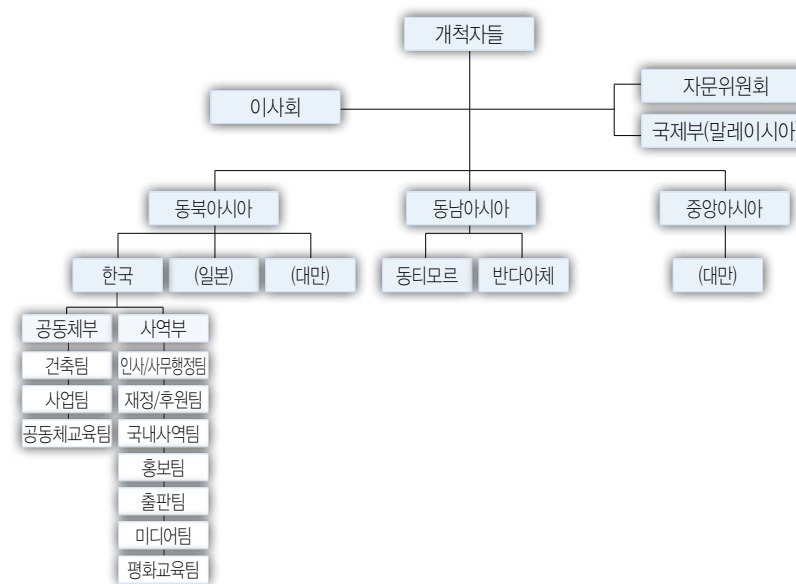 개척자들
이사회
자문위원회
국제부(말레이시아)
동북아시아
동남아시아
중앙아시아
한국
(일본)
(대만)
동티모르
반다아체
(대만)
공동체부
사역부
건축팀
인사/사무행정팀
사업팀
재정/후원팀
공동체교육팀
국내사역팀
홍보팀
출판팀
미디어팀
평화교육팀